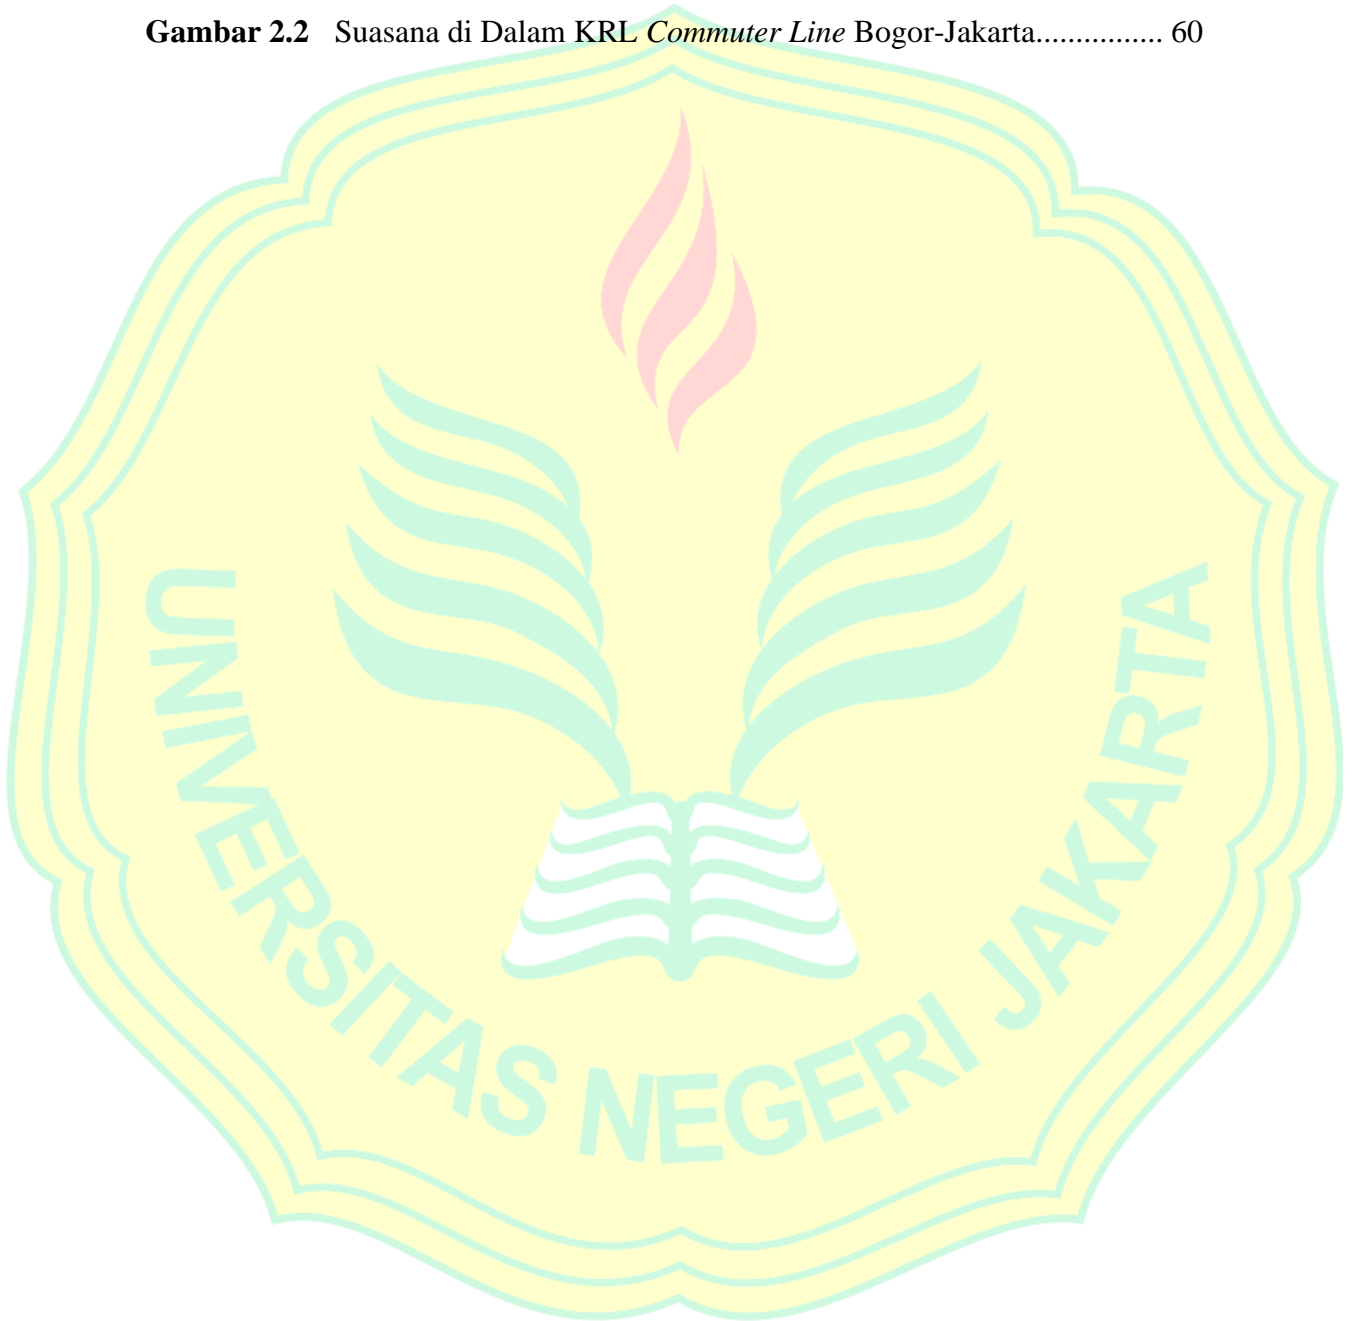 Gambar 2.2 Suasana di Dalam KRL Commuter Line Bogor-Jakarta................ 60
UNIVERSITAS NEGERI JAKARTA